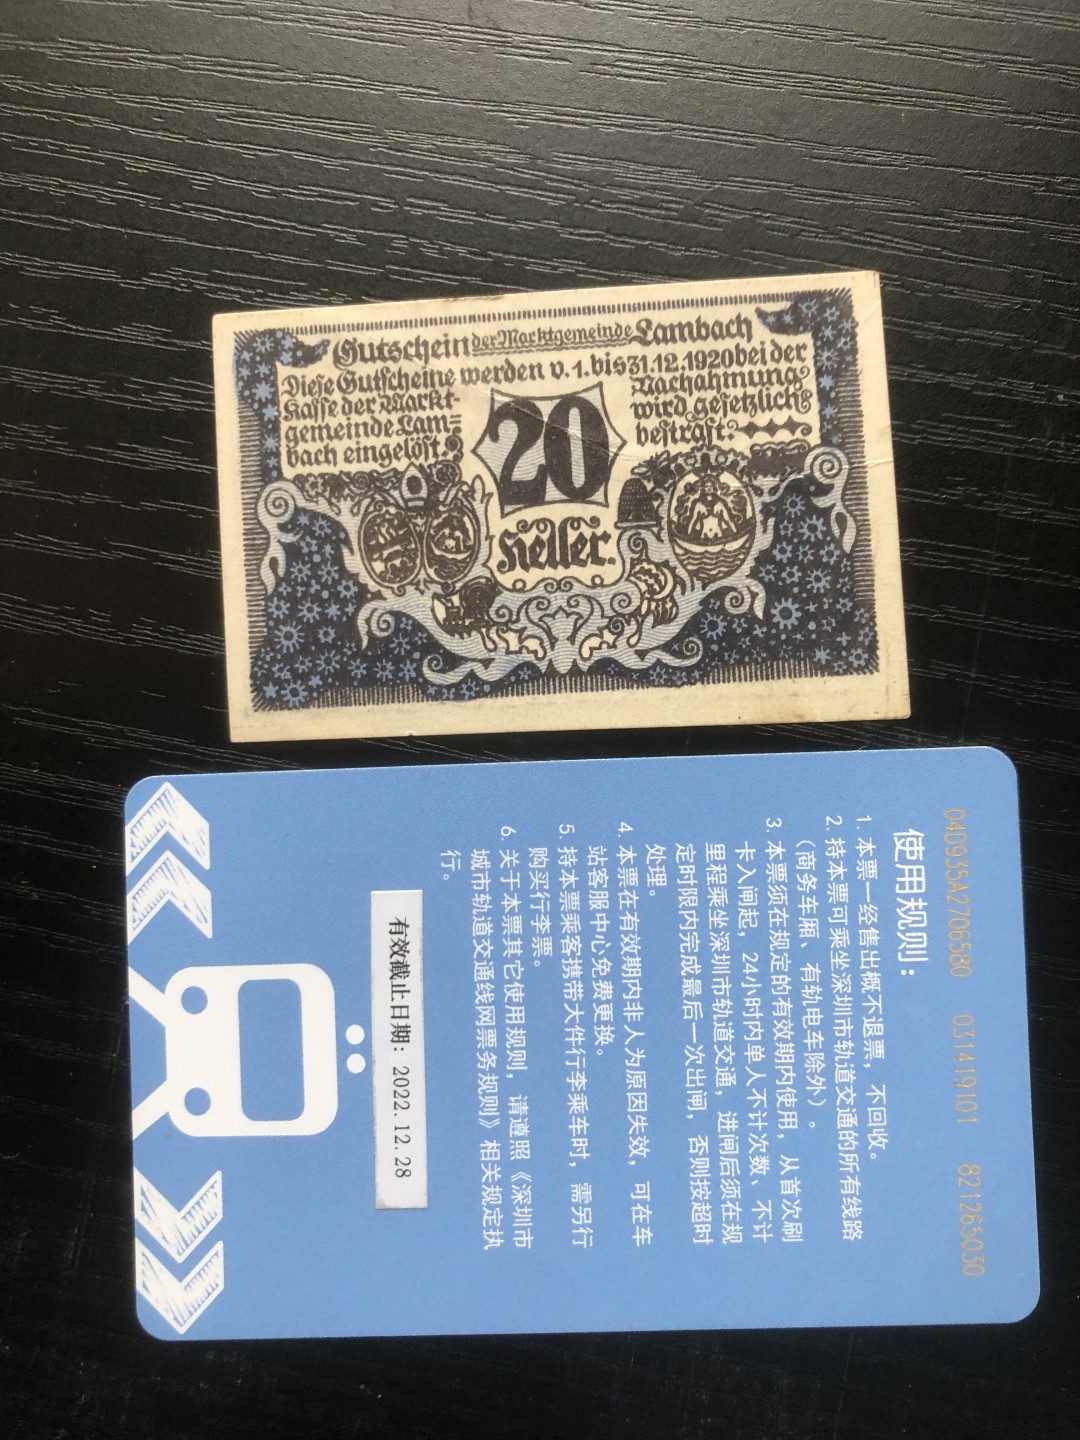 Gutschein der Marktgemeinde Lambach
Diese Gutscheine werden v. 1. bis 31.12.1920 bei der
Kasse der Markt-
gemeinde Lam-
bach eingelöst.
20
Heller.
Nachahmung
wird gesetzlich
bestraft.
04D935A2706580 031419101 821265030
使用规则：
1. 本票一经售出概不退票，不回收。
2. 持本票可乘坐深圳市轨道交通的所有线路
（商务车厢、有轨电车除外）。
3. 本票须在规定的有效期内使用，从首次刷
卡入闸起，24小时内单人不计次数、不计
里程乘坐深圳市轨道交通，进闸后须在规
定时限内完成最后一次出闸，否则按超时
处理。
4. 本票在有效期内非人为原因失效，可在车
站客服中心免费更换。
5. 持本票乘客携带大件行李乘车时，需另行
购买行李票。
6. 关于本票其它使用规则，请遵照《深圳市
城市轨道交通线网票务规则》相关规定执
行。
有效截止日期：2022.12.28